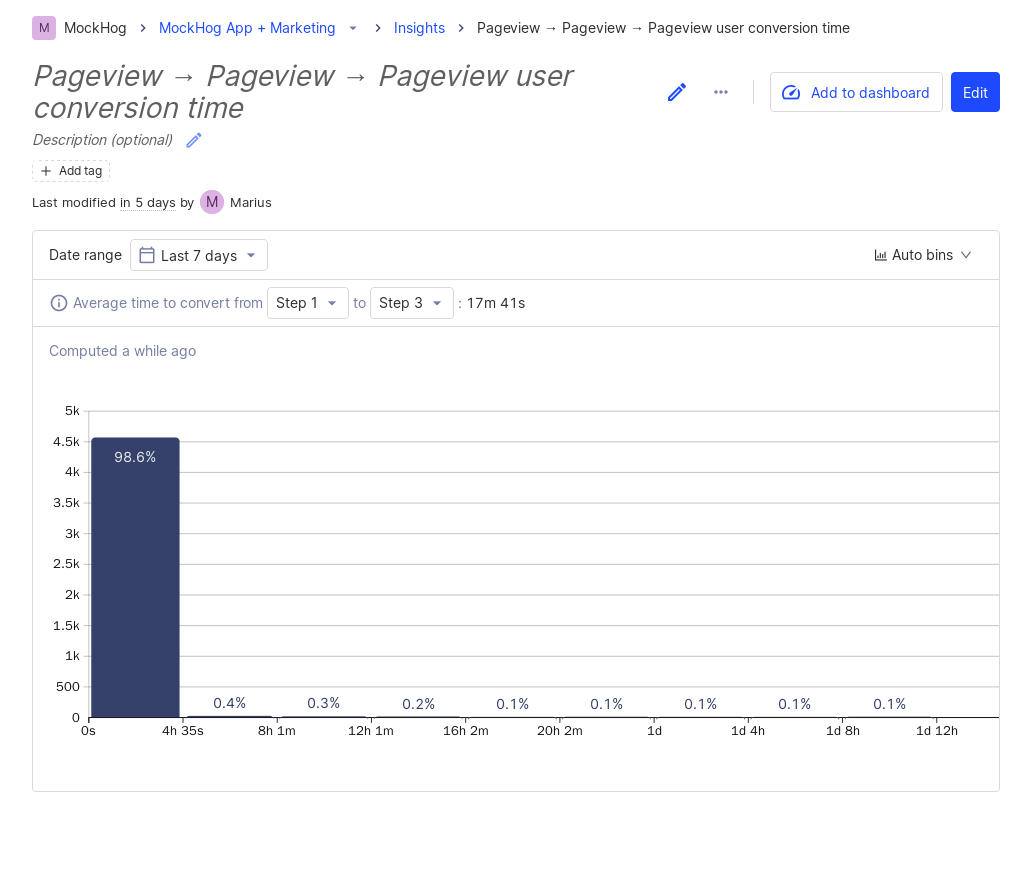 M MockHog MockHog App + Marketing Insights Pageview → Pageview → Pageview user conversion time
Pageview → Pageview → Pageview user
conversion time
Add to dashboard
Edit
Description (optional)
Add tag
Last modified in 5 days by M Marius
Date range Last 7 days Auto bins
Average time to convert from Step 1 to Step 3 : 17m 41s
Computed a while ago
5k
4.5k
98.6%
4k
3.5k
3k
2.5k
2k
1.5k
1k
500
0.4% 0.3% 0.2% 0.1% 0.1% 0.1% 0.1% 0.1%
0
0s 4h 35s 8h 1m 12h 1m 16h 2m 20h 2m 1d 1d 4h 1d 8h 1d 12h